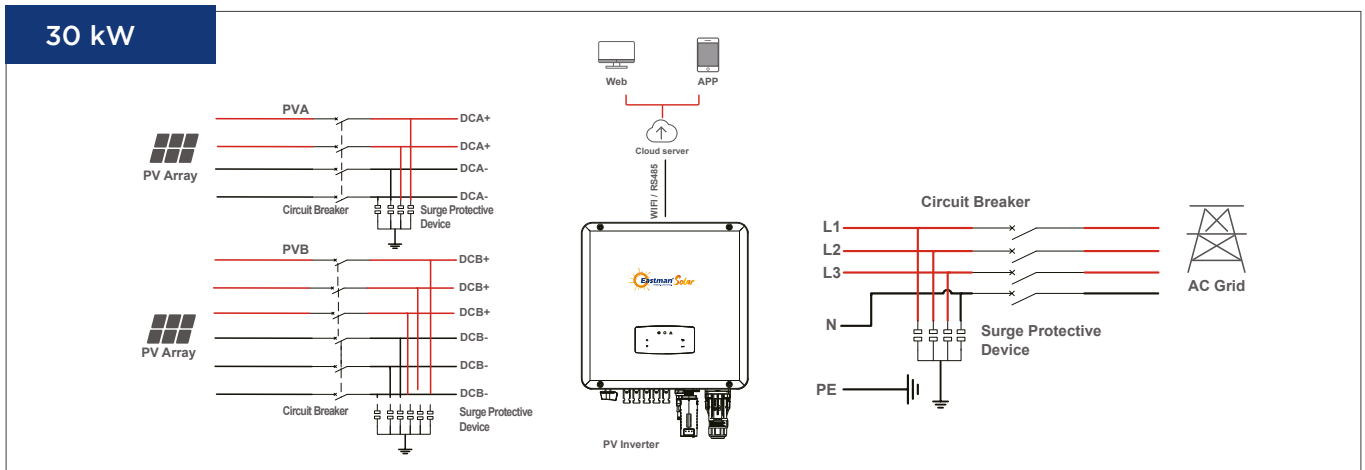 30 kW
Web
APP
Cloud server
WIFI / RS485
PVA
DCA+
DCA+
DCA-
DCA-
PV Array
Circuit Breaker
Surge Protective
Device
PVB
DCB+
DCB+
DCB+
DCB-
DCB-
DCB-
PV Array
Circuit Breaker
Surge Protective
Device
Eastman Solar
PV Inverter
Circuit Breaker
L1
L2
L3
N
PE
Surge Protective
Device
AC Grid